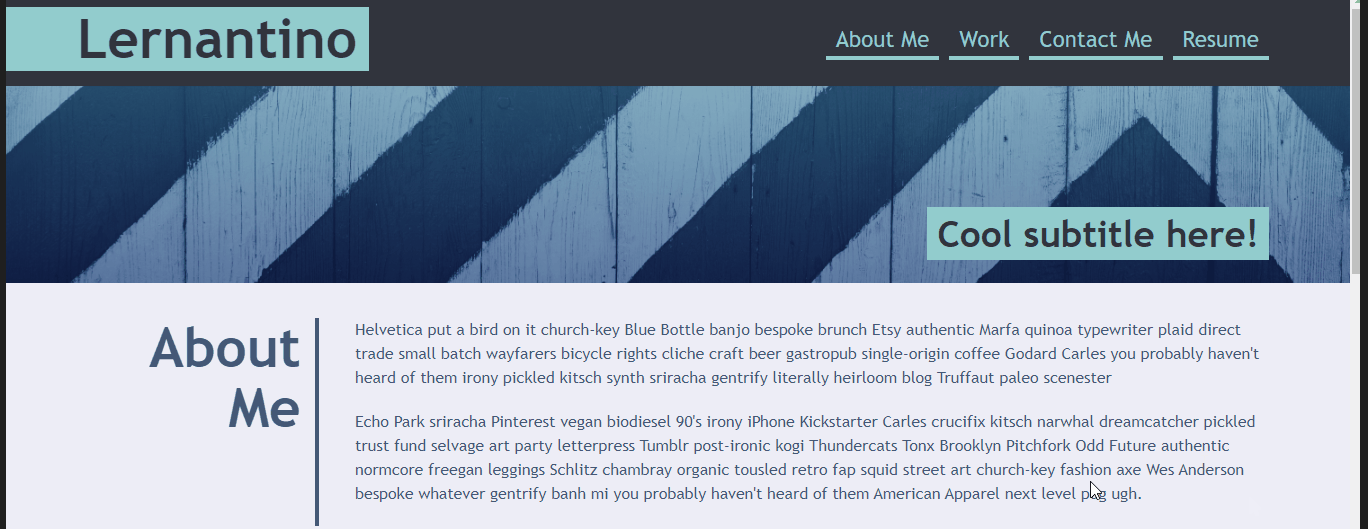 Lernantino
About Me Work Contact Me Resume
Cool subtitle here!
About
Me
Helvetica put a bird on it church-key Blue Bottle banjo bespoke brunch Etsy authentic Marfa quinoa typewriter plaid direct
trade small batch wayfarers bicycle rights cliche craft beer gastropub single-origin coffee Godard Carles you probably haven't
heard of them irony pickled kitsch synth sriracha gentrify literally heirloom blog Truffaut paleo scenester
Echo Park sriracha Pinterest vegan biodiesel 90's irony iPhone Kickstarter Carles crucifix kitsch narwhal dreamcatcher pickled
trust fund selvage art party letterpress Tumblr post-ironic kogi Thundercats Tonx Brooklyn Pitchfork Odd Future authentic
normcore freegan leggings Schlitz chambray organic tousled retro fap squid street art church-key fashion axe Wes Anderson
bespoke whatever gentrify banh mi you probably haven't heard of them American Apparel next level ugh.